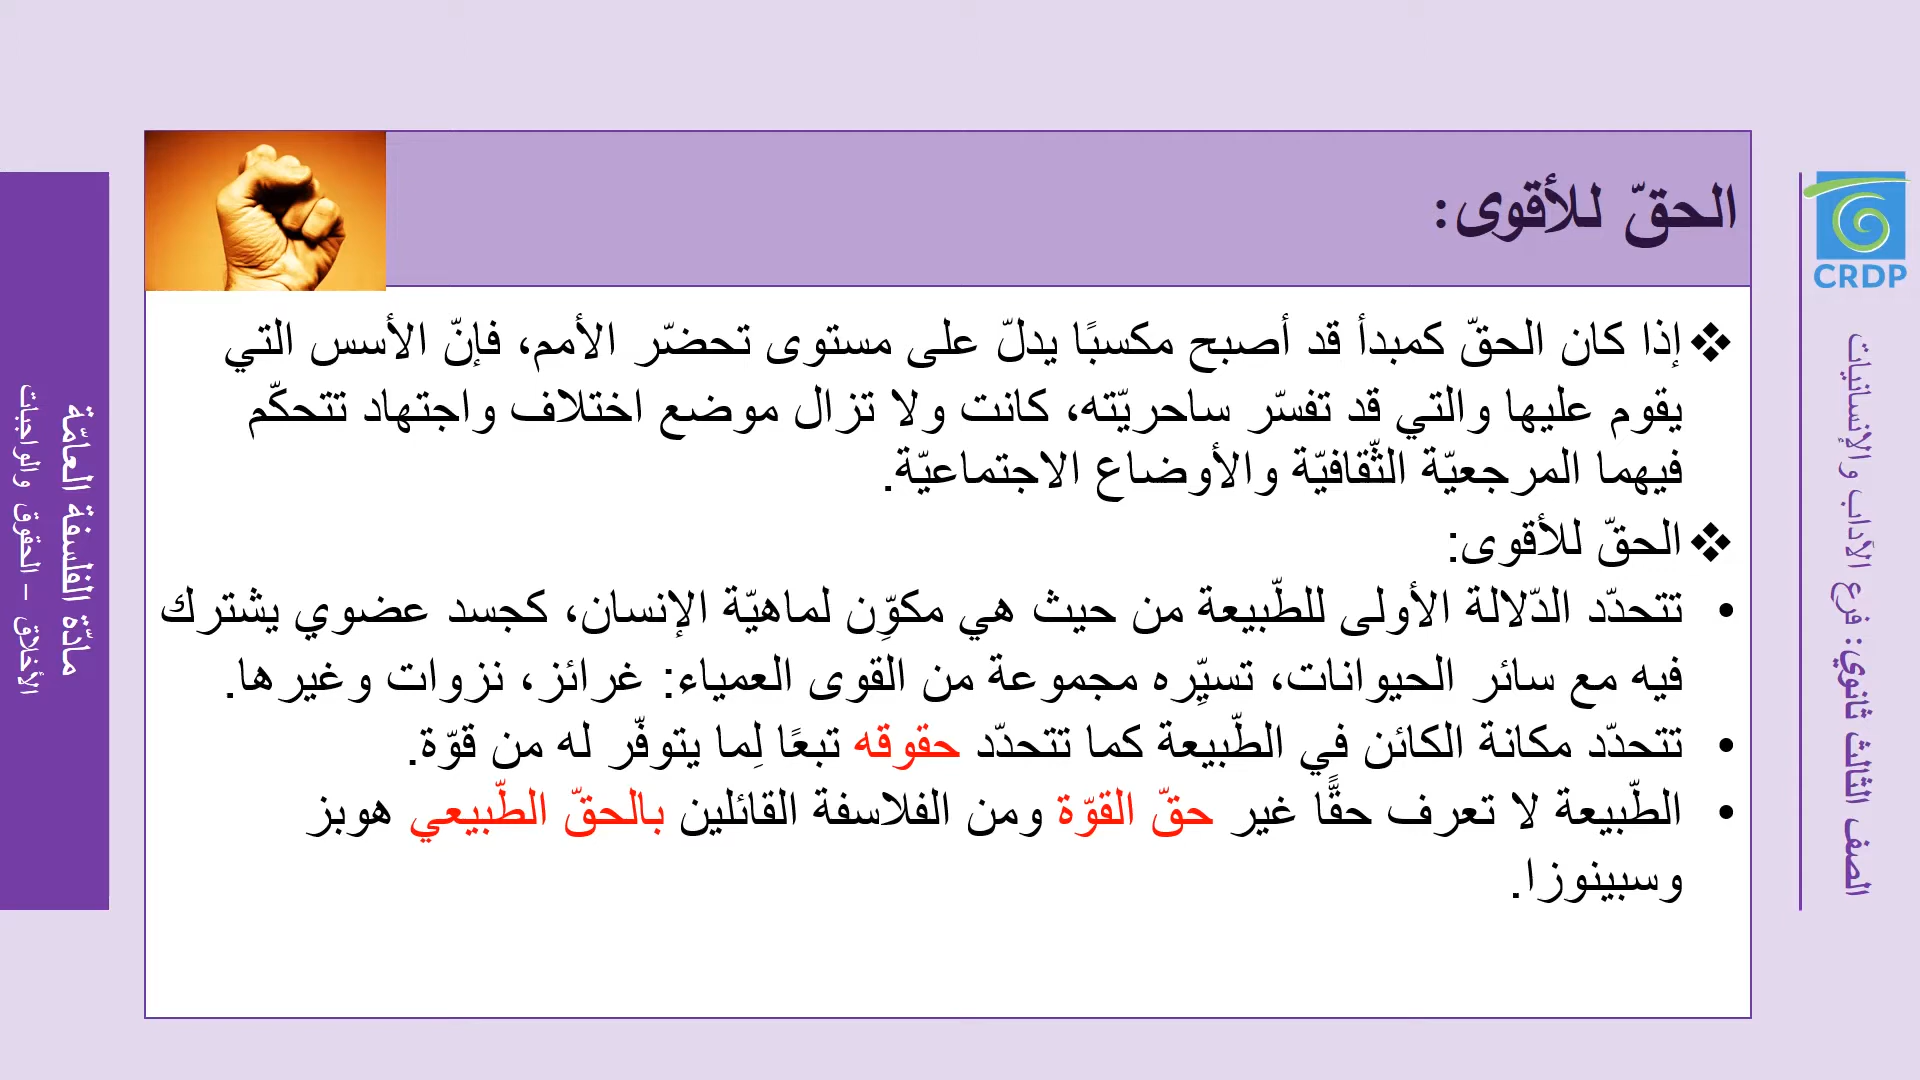 الحقّ للأقوى:
❖ إذا كان الحقّ كمبدأ قد أصبح مكسبًا يدلّ على مستوى تحضّر الأمم، فإنّ الأسس التي
يقوم عليها والتي قد تفسّر ساحريّته، كانت ولا تزال موضع اختلاف واجتهاد تتحكّم
فيهما المرجعيّة الثّقافيّة والأوضاع الاجتماعيّة.
❖ الحقّ للأقوى:
• تتحدّد الدّلالة الأولى للطّبيعة من حيث هي مكوِّن لماهيّة الإنسان، كجسد عضوي يشترك
فيه مع سائر الحيوانات، تسيِّره مجموعة من القوى العمياء: غرائز، نزوات وغيرها.
• تتحدّد مكانة الكائن في الطّبيعة كما تتحدّد حقوقه تبعًا لِما يتوفّر له من قوّة.
• الطّبيعة لا تعرف حقًّا غير حقّ القوّة ومن الفلاسفة القائلين بالحقّ الطّبيعي هوبز
وسبينوزا.
CRDP
الصف الثالث ثانوي: فرع الآداب والإنسانيات
مادّة الفلسفة العامّة
الأخلاق – الحقوق والواجبات